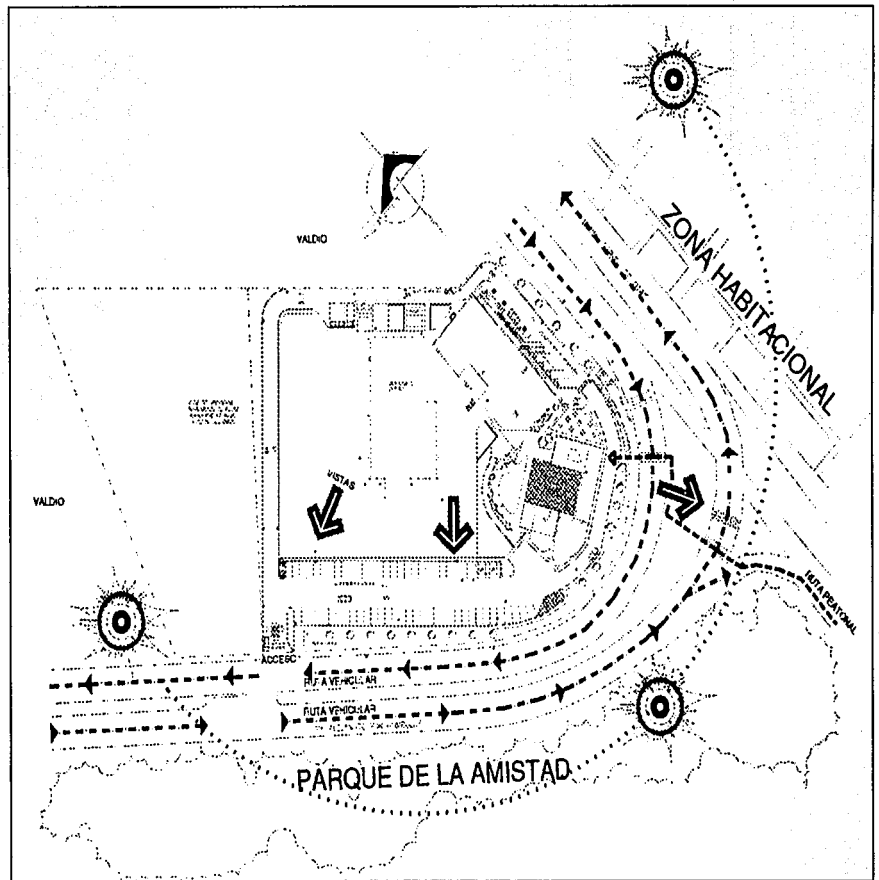 ZONA HABITACIONAL
VALDIO
VISTAS
VALDIO
RUTA PEATONAL
ACCESO
RUTA VEHICULAR
RUTA VEHICULAR
PARQUE DE LA AMISTAD